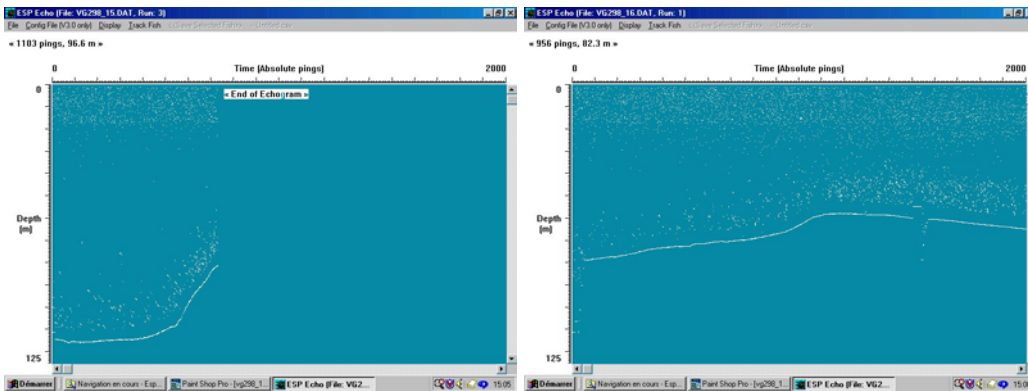 ESP Echo (File: VG298_15.DAT, Run: 3)
File Config File (V3.0 only) Display Track Fish
« 1103 pings, 96.6 m »
0 Time (Absolute pings) 2000
0
« End of Echogram »
Depth
(m)
125
Démarrer Navigation en cours - Esp... Paint Shop Pro - [vg298_1... ESP Echo (File: VG2... 15:05
ESP Echo (File: VG298_16.DAT, Run: 1)
File Config File (V3.0 only) Display Track Fish
« 956 pings, 82.3 m »
0 Time (Absolute pings) 2000
0
Depth
(m)
125
Démarrer Navigation en cours - Esp... Paint Shop Pro - [vg298_1... ESP Echo (File: VG2...